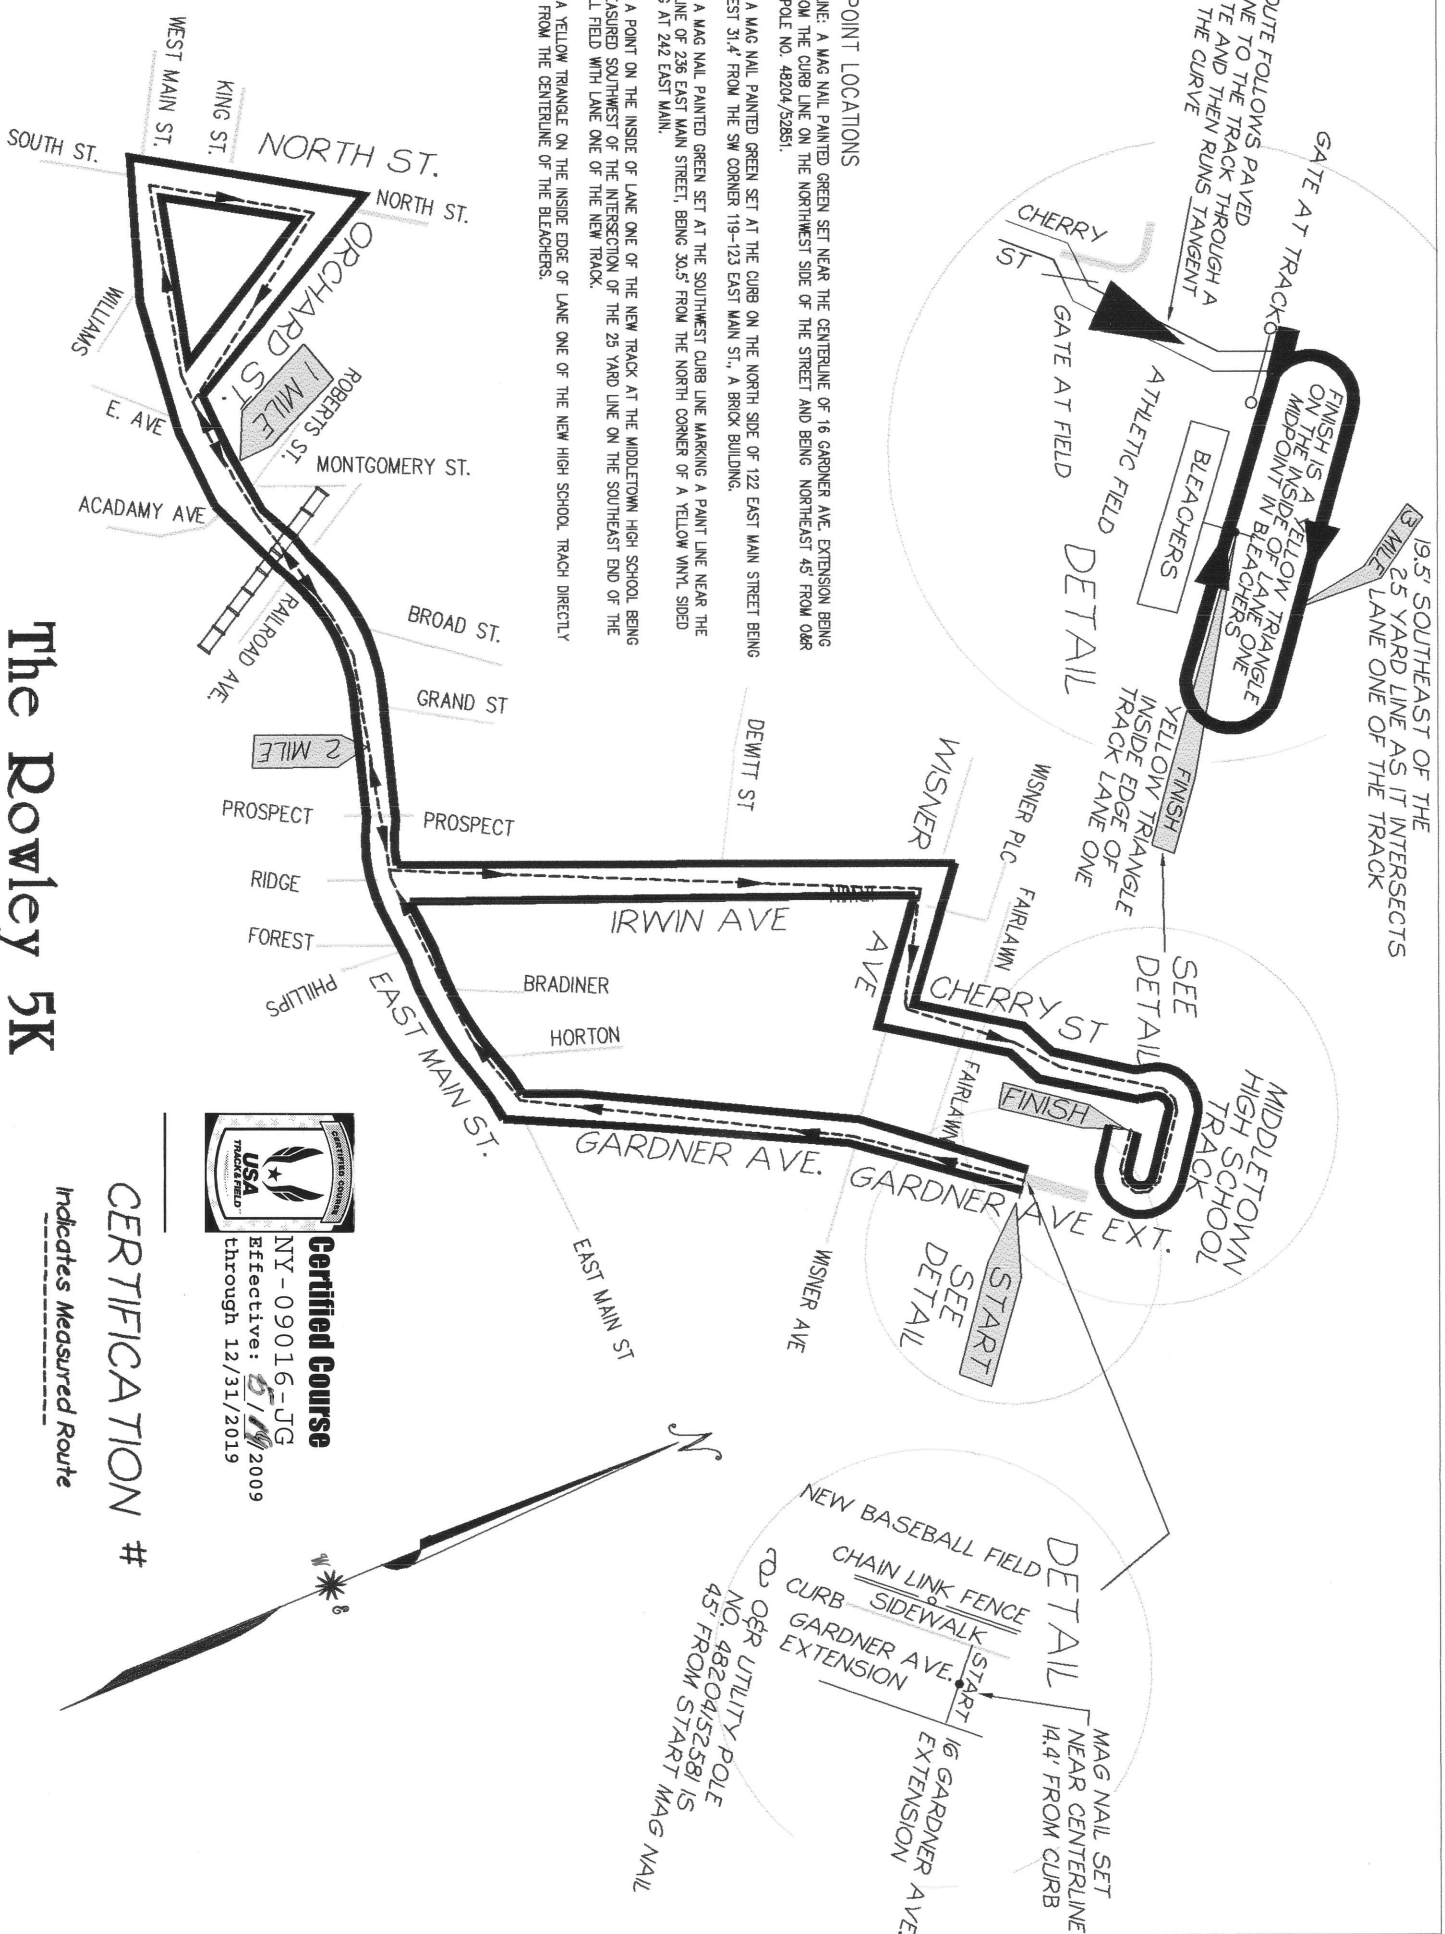 POINT LOCATIONS
INE: A MAG NAIL PAINTED GREEN SET NEAR THE CENTERLINE OF 16 GARDNER AVE. EXTENSION BEING
OM THE CURB LINE ON THE NORTHWEST SIDE OF THE STREET AND BEING NORTHEAST 45' FROM O&R
POLE NO. 48204/52851.
A MAG NAIL PAINTED GREEN SET AT THE CURB ON THE NORTH SIDE OF 122 EAST MAIN STREET BEING
EST 31.4' FROM THE SW CORNER 119-123 EAST MAIN ST., A BRICK BUILDING.
A MAG NAIL PAINTED GREEN SET AT THE SOUTHWEST CURB LINE MARKING A PAINT LINE NEAR THE
INE OF 236 EAST MAIN STREET, BEING 30.5' FROM THE NORTH CORNER OF A YELLOW VINYL SIDED
G AT 242 EAST MAIN.
A POINT ON THE INSIDE OF LANE ONE OF THE NEW TRACK AT THE MIDDLETOWN HIGH SCHOOL BEING
EASURED SOUTHWEST OF THE INTERSECTION OF THE 25 YARD LINE ON THE SOUTHEAST END OF THE
LL FIELD WITH LANE ONE OF THE NEW TRACK.
A YELLOW TRIANGLE ON THE INSIDE EDGE OF LANE ONE OF THE NEW HIGH SCHOOL TRACH DIRECTLY
FROM THE CENTERLINE OF THE BLEACHERS.
OUTE FOLLOWS PAVED
NE TO THE TRACK THROUGH A
TE AND THEN RUNS TANGENT
THE CURVE
GATE AT TRACK
CHERRY
ST
GATE AT FIELD
ATHLETIC FIELD
DETAIL
BLEACHERS
FINISH IS A YELLOW TRIANGLE
ON THE INSIDE OF LANE ONE
MIDPOINT IN BLEACHERS
3 MILE
19.5' SOUTHEAST OF THE
25 YARD LINE AS IT INTERSECTS
LANE ONE OF THE TRACK
FINISH
YELLOW TRIANGLE
INSIDE EDGE OF
TRACK LANE ONE
SEE
DETAIL
MIDDLETOWN
HIGH SCHOOL
TRACK
FINISH
START
SEE
DETAIL
DETAIL
NEW BASEBALL FIELD
CHAIN LINK FENCE
SIDEWALK
CURB
GARDNER AVE.
EXTENSION
START
MAG NAIL SET
NEAR CENTERLINE
14.4' FROM CURB
16 GARDNER AVE.
EXTENSION
O&R UTILITY POLE
NO. 48204/52581 IS
45' FROM START MAG NAIL
SOUTH ST.
WEST MAIN ST.
KING ST.
NORTH ST.
NORTH ST.
ORCHARD ST.
1 MILE
ROBERTS ST.
MONTGOMERY ST.
WILLIAMS
E. AVE
ACADAMY AVE
RAILROAD AVE.
BROAD ST.
GRAND ST
2 MILE
PROSPECT
PROSPECT
RIDGE
FOREST
PHILLIPS
DEWITT ST
IRWIN AVE
WISNER
AVE
WISNER PLC
FAIRLAWN
FAIRLAWN
CHERRY ST
BRADINER
HORTON
EAST MAIN ST.
EAST MAIN ST
GARDNER AVE.
GARDNER AVE EXT.
WISNER AVE
N
W
E
CERTIFIED COURSE
USA
TRACK & FIELD
Certified Course
NY-09016-JG
Effective: 5/14/2009
through 12/31/2019
CERTIFICATION #
Indicates Measured Route
The Rowley 5K